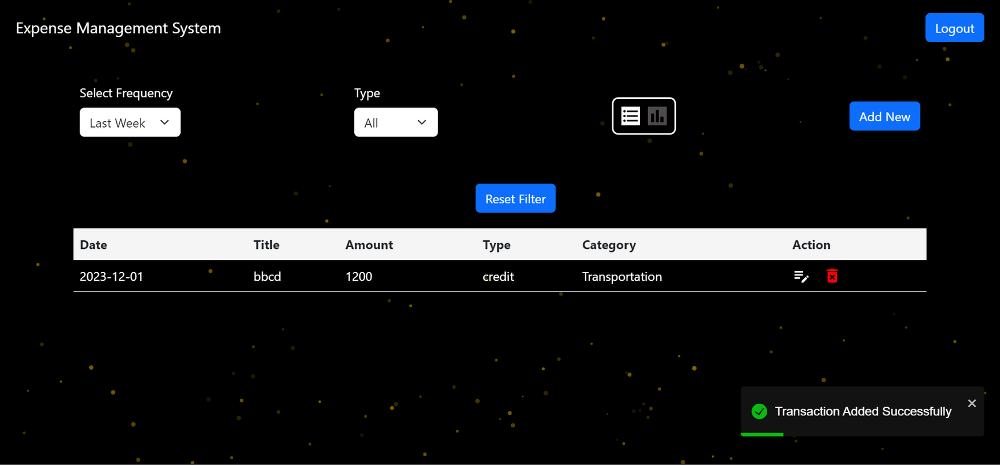 Expense Management System
Logout
Select Frequency
Type
Last Week
All
Add New
Reset Filter
Date Title Amount Type Category Action
2023-12-01 bbcd 1200 credit Transportation
Transaction Added Successfully